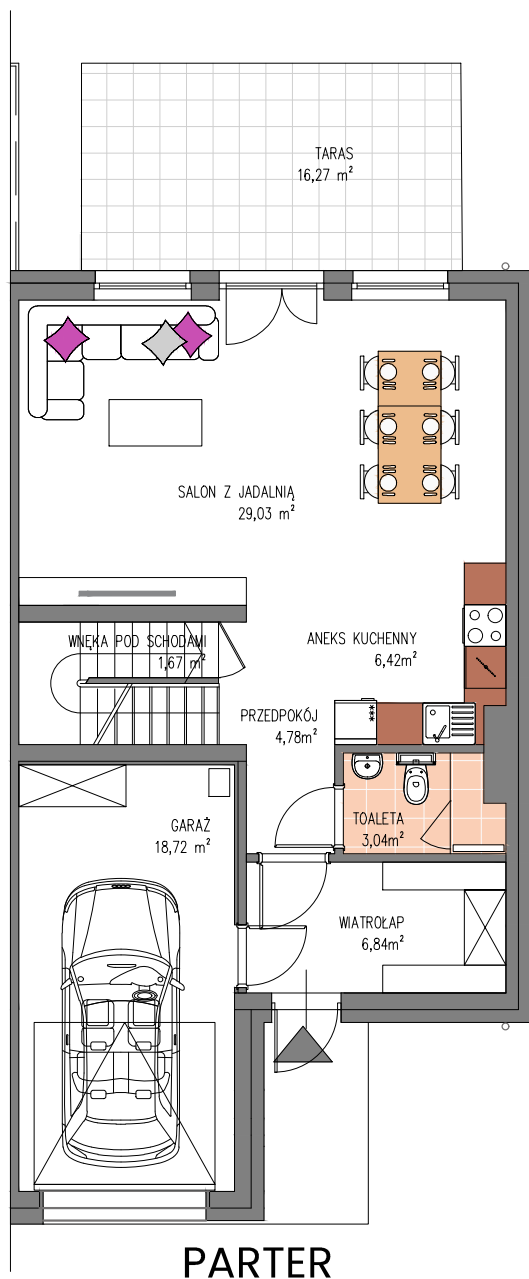 TARAS
16,27 m²
SALON Z JADALNIĄ
29,03 m²
WNĘKA POD SCHODAMI
1,67 m²
ANEKS KUCHENNY
6,42m²
PRZEDPOKÓJ
4,78m²
***
GARAŻ
18,72 m²
TOALETA
3,04m²
WIATROŁAP
6,84m²
PARTER